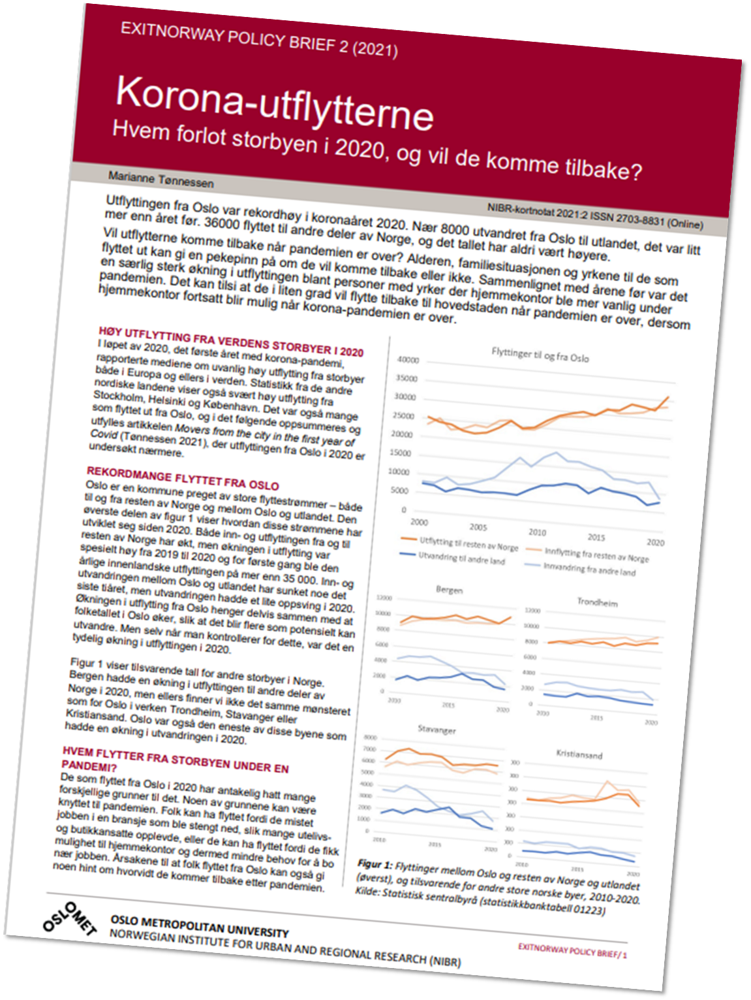 EXITNORWAY POLICY BRIEF 2 (2021)
Korona-utflytterne
Hvem forlot storbyen i 2020, og vil de komme tilbake?
Marianne Tønnessen
NIBR-kortnotat 2021:2 ISSN 2703-8831 (Online)
Utflyttingen fra Oslo var rekordhøy i koronaåret 2020. Nær 8000 utvandret fra Oslo til utlandet, det var litt
mer enn året før. 36000 flyttet til andre deler av Norge, og det tallet har aldri vært høyere.
Vil utflytterne komme tilbake når pandemien er over? Alderen, familiesituasjonen og yrkene til de som
flyttet ut kan gi en pekepinn på om de vil komme tilbake eller ikke. Sammenlignet med årene før var det
en særlig sterk økning i utflyttingen blant personer med yrker der hjemmekontor ble mer vanlig under
pandemien. Det kan tilsi at de i liten grad vil flytte tilbake til hovedstaden når pandemien er over, dersom
hjemmekontor fortsatt blir mulig når korona-pandemien er over.
HØY UTFLYTTING FRA VERDENS STORBYER I 2020
I løpet av 2020, det første året med korona-pandemi,
rapporterte mediene om uvanlig høy utflytting fra storbyer
både i Europa og ellers i verden. Statistikk fra de andre
nordiske landene viser også svært høy utflytting fra
Stockholm, Helsinki og København. Det var også mange
som flyttet ut fra Oslo, og i det følgende oppsummeres og
utfylles artikkelen Movers from the city in the first year of
Covid (Tønnessen 2021), der utflyttingen fra Oslo i 2020 er
undersøkt nærmere.
REKORDMANGE FLYTTET FRA OSLO
Oslo er en kommune preget av store flyttestrømmer – både
til og fra resten av Norge og mellom Oslo og utlandet. Den
øverste delen av figur 1 viser hvordan disse strømmene har
utviklet seg siden 2020. Både inn- og utflyttingen fra og til
resten av Norge har økt, men økningen i utflytting var
spesielt høy fra 2019 til 2020 og for første gang ble den
årlige innenlandske utflyttingen på mer enn 35 000. Inn- og
utvandringen mellom Oslo og utlandet har sunket noe det
siste tiåret, men utvandringen hadde et lite oppsving i 2020.
Økningen i utflytting fra Oslo henger delvis sammen med at
folketallet i Oslo øker, slik at det blir flere som potensielt kan
utvandre. Men selv når man kontrollerer for dette, var det en
tydelig økning i utflyttingen i 2020.
Figur 1 viser tilsvarende tall for andre storbyer i Norge.
Bergen hadde en økning i utflyttingen til andre deler av
Norge i 2020, men ellers finner vi ikke det samme mønsteret
som for Oslo i verken Trondheim, Stavanger eller
Kristiansand. Oslo var også den eneste av disse byene som
hadde en økning i utvandringen i 2020.
HVEM FLYTTER FRA STORBYEN UNDER EN
PANDEMI?
De som flyttet fra Oslo i 2020 har antakelig hatt mange
forskjellige grunner til det. Noen av grunnene kan være
knyttet til pandemien. Folk kan ha flyttet fordi de mistet
jobben i en bransje som ble stengt ned, slik mange utelivs-
og butikkansatte opplevde, eller de kan ha flyttet fordi de fikk
mulighet til hjemmekontor og dermed mindre behov for å bo
nær jobben. Årsakene til at folk flyttet fra Oslo kan også gi
noen hint om hvorvidt de kommer tilbake etter pandemien.
Flyttinger til og fra Oslo
40000
35000
30000
25000
20000
15000
10000
5000
0
2000 2005 2010 2015 2020
Utflytting til resten av Norge Innflytting fra resten av Norge
Utvandring til andre land Innvandring fra andre land
Bergen
12000
10000
8000
6000
4000
2000
0
2010 2015 2020
Trondheim
12000
10000
8000
6000
4000
2000
0
2010 2015 2020
Stavanger
8000
7000
6000
5000
4000
3000
2000
1000
0
2010 2015 2020
Kristiansand
2010 2015 2020
Figur 1: Flyttinger mellom Oslo og resten av Norge og utlandet
(øverst), og tilsvarende for andre store norske byer, 2010-2020.
Kilde: Statistisk sentralbyrå (statistikkbanktabell 01223)
OSLOMET
OSLO METROPOLITAN UNIVERSITY
NORWEGIAN INSTITUTE FOR URBAN AND REGIONAL RESEARCH (NIBR)
EXITNORWAY POLICY BRIEF/ 1